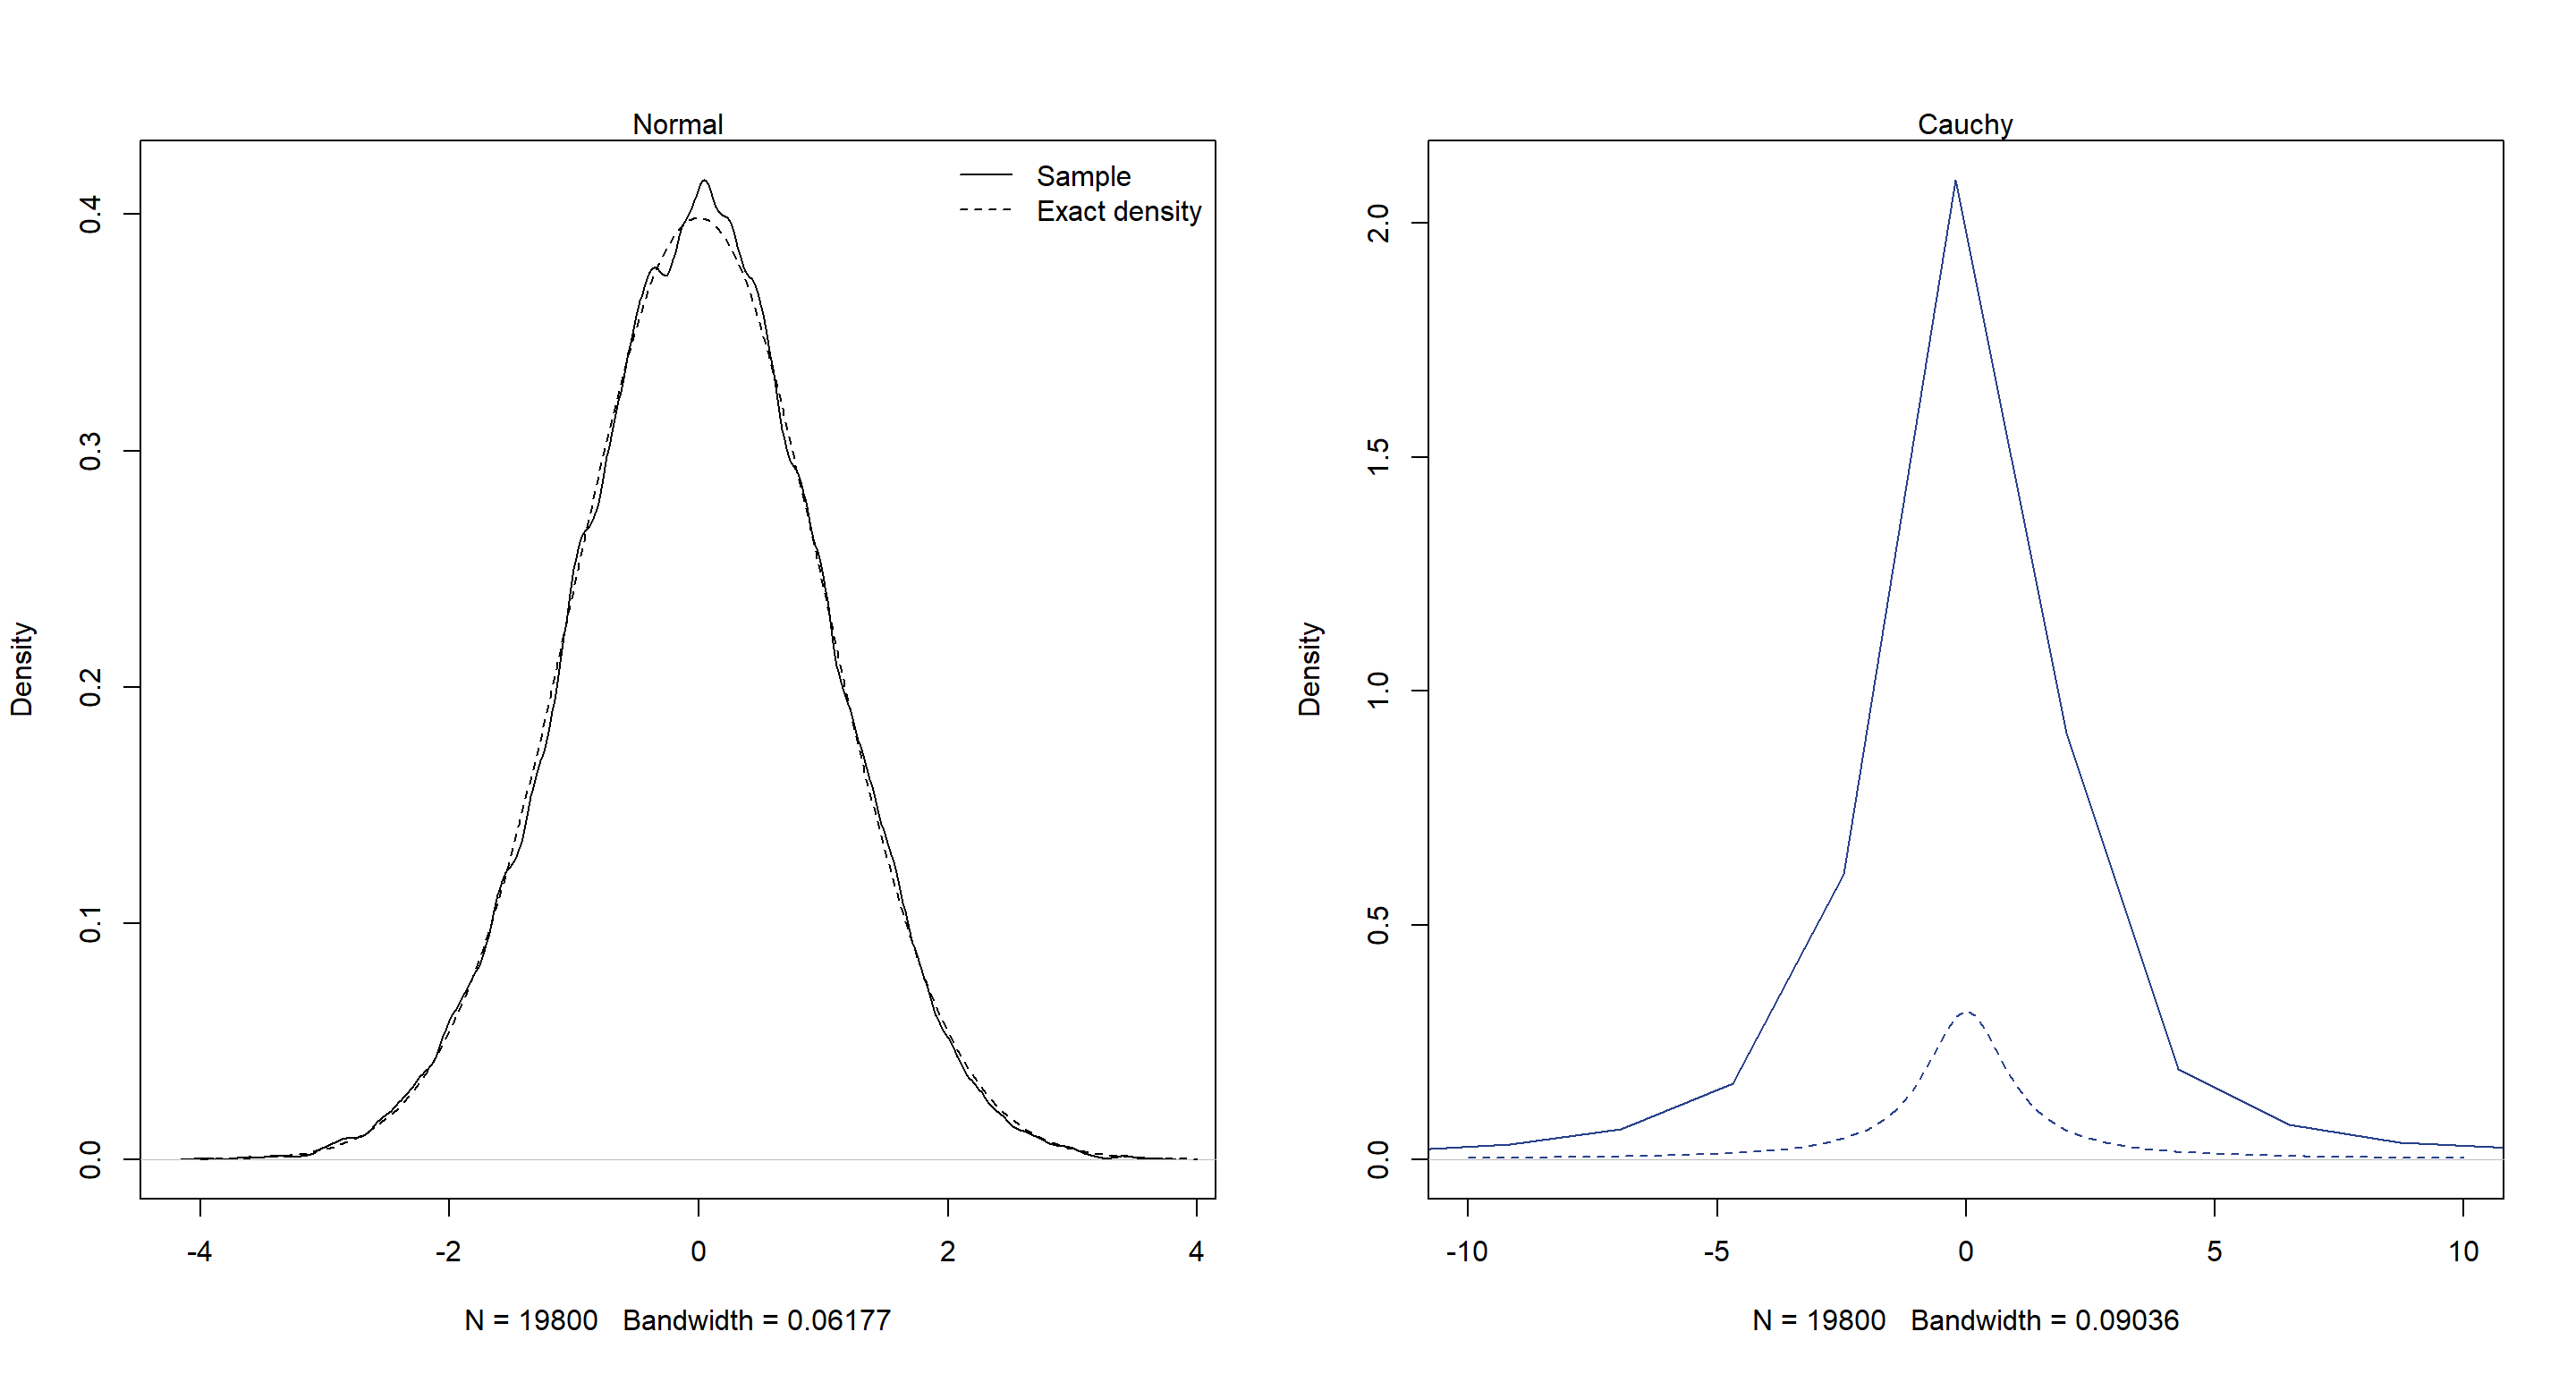 Normal
Sample
Exact density
Density
0.0
0.1
0.2
0.3
0.4
-4
-2
0
2
4
N = 19800   Bandwidth = 0.06177
Cauchy
Density
0.0
0.5
1.0
1.5
2.0
-10
-5
0
5
10
N = 19800   Bandwidth = 0.09036